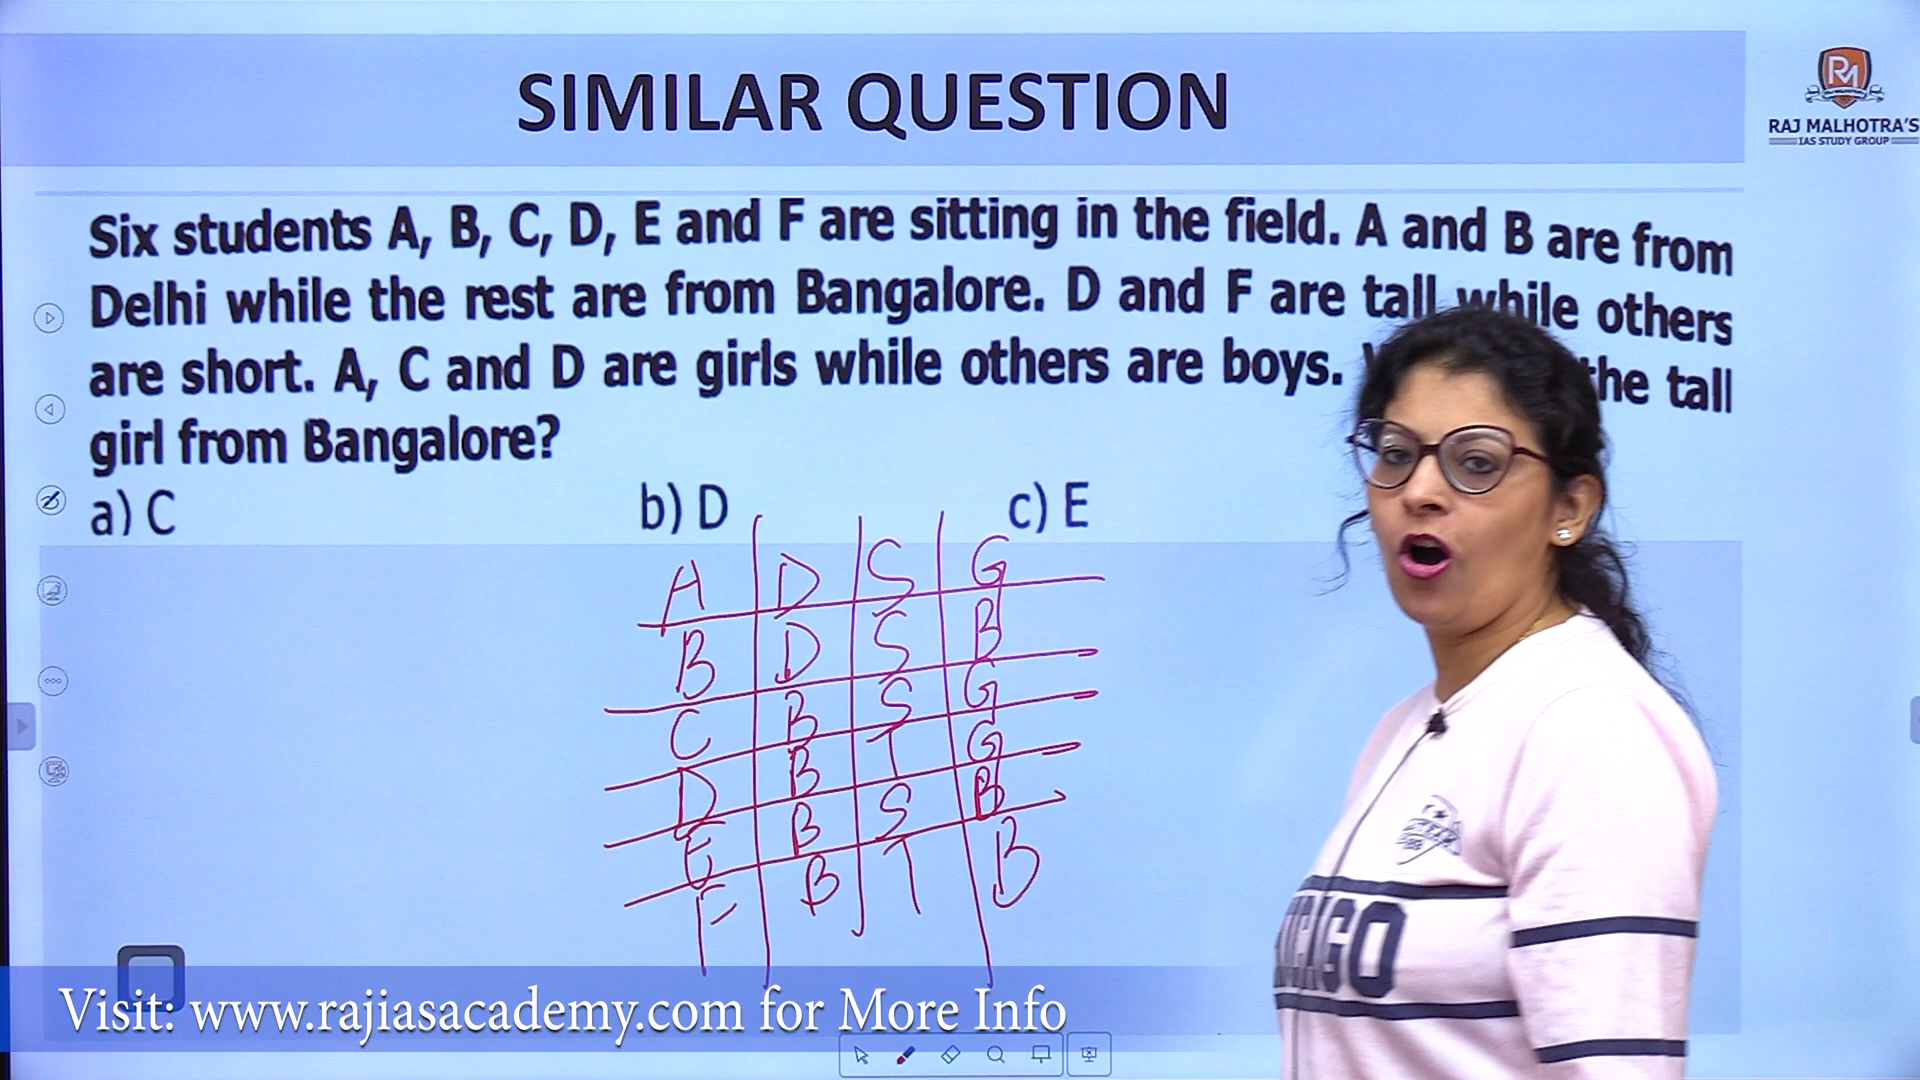 SIMILAR QUESTION
RM
RAJ MALHOTRA'S
IAS STUDY GROUP
Six students A, B, C, D, E and F are sitting in the field. A and B are from
Delhi while the rest are from Bangalore. D and F are tall while others
are short. A, C and D are girls while others are boys. the tall
girl from Bangalore?
a) C b) D c) E
A D S G
B D S B
C B S G
D B T G
E B S B
F B T B
Visit: www.rajiasacademy.com for More Info